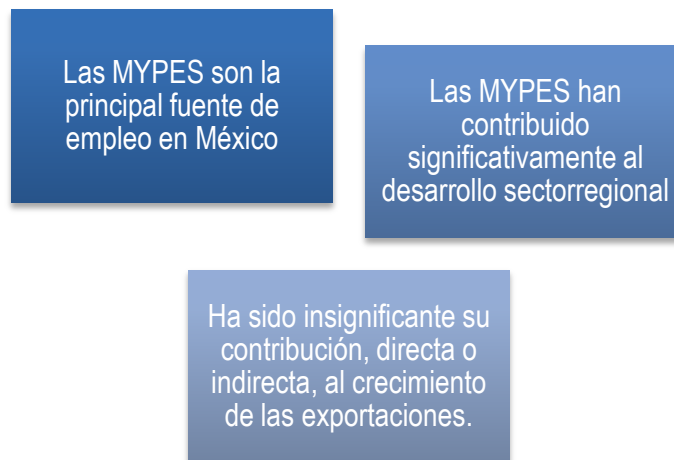 Las MYPES son la
principal fuente de
empleo en México
Las MYPES han
contribuido
significativamente al
desarrollo sectorregional
Ha sido insignificante su
contribución, directa o
indirecta, al crecimiento
de las exportaciones.